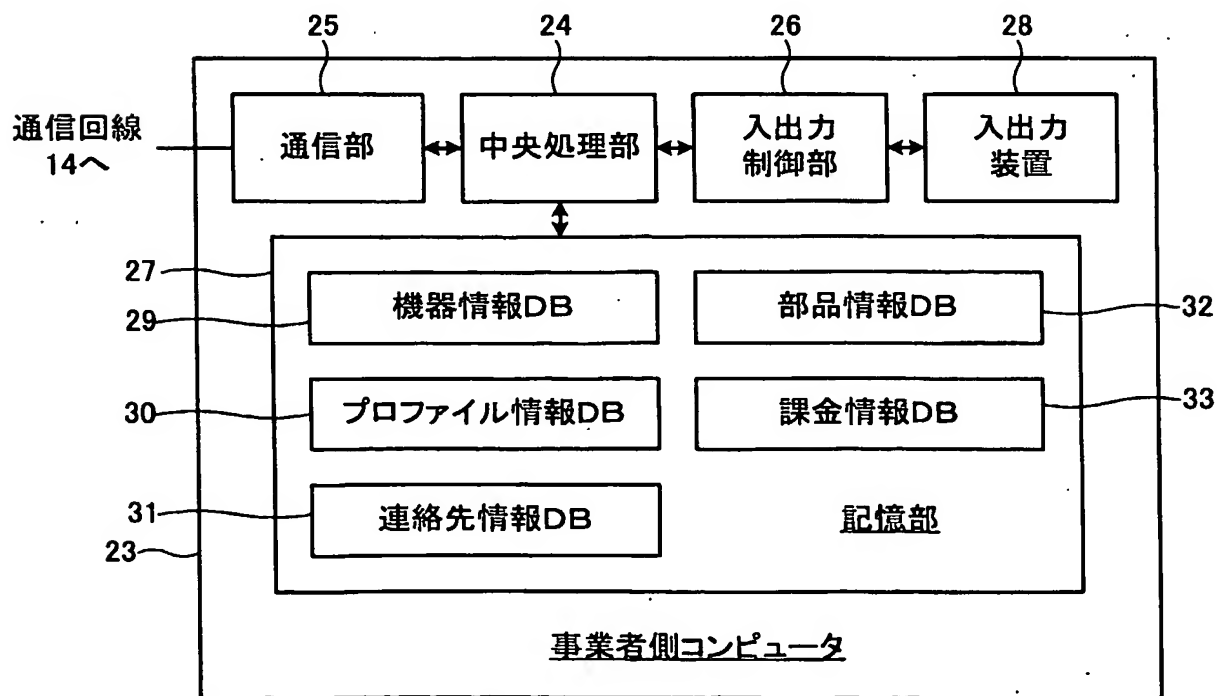 25
24
26
28
通信回線
14へ
通信部
中央処理部
入出力
制御部
入出力
装置
27
機器情報DB
部品情報DB
29
32
30
プロファイル情報DB
課金情報DB
33
31
連絡先情報DB
記憶部
23
事業者側コンピュータ